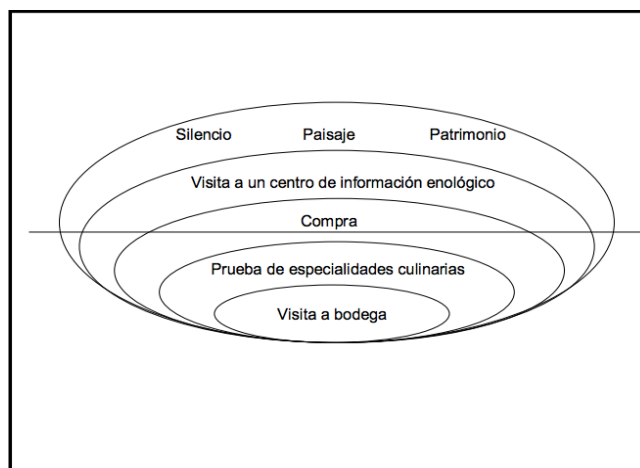 Silencio Paisaje Patrimonio
Visita a un centro de información enológico
Compra
Prueba de especialidades culinarias
Visita a bodega